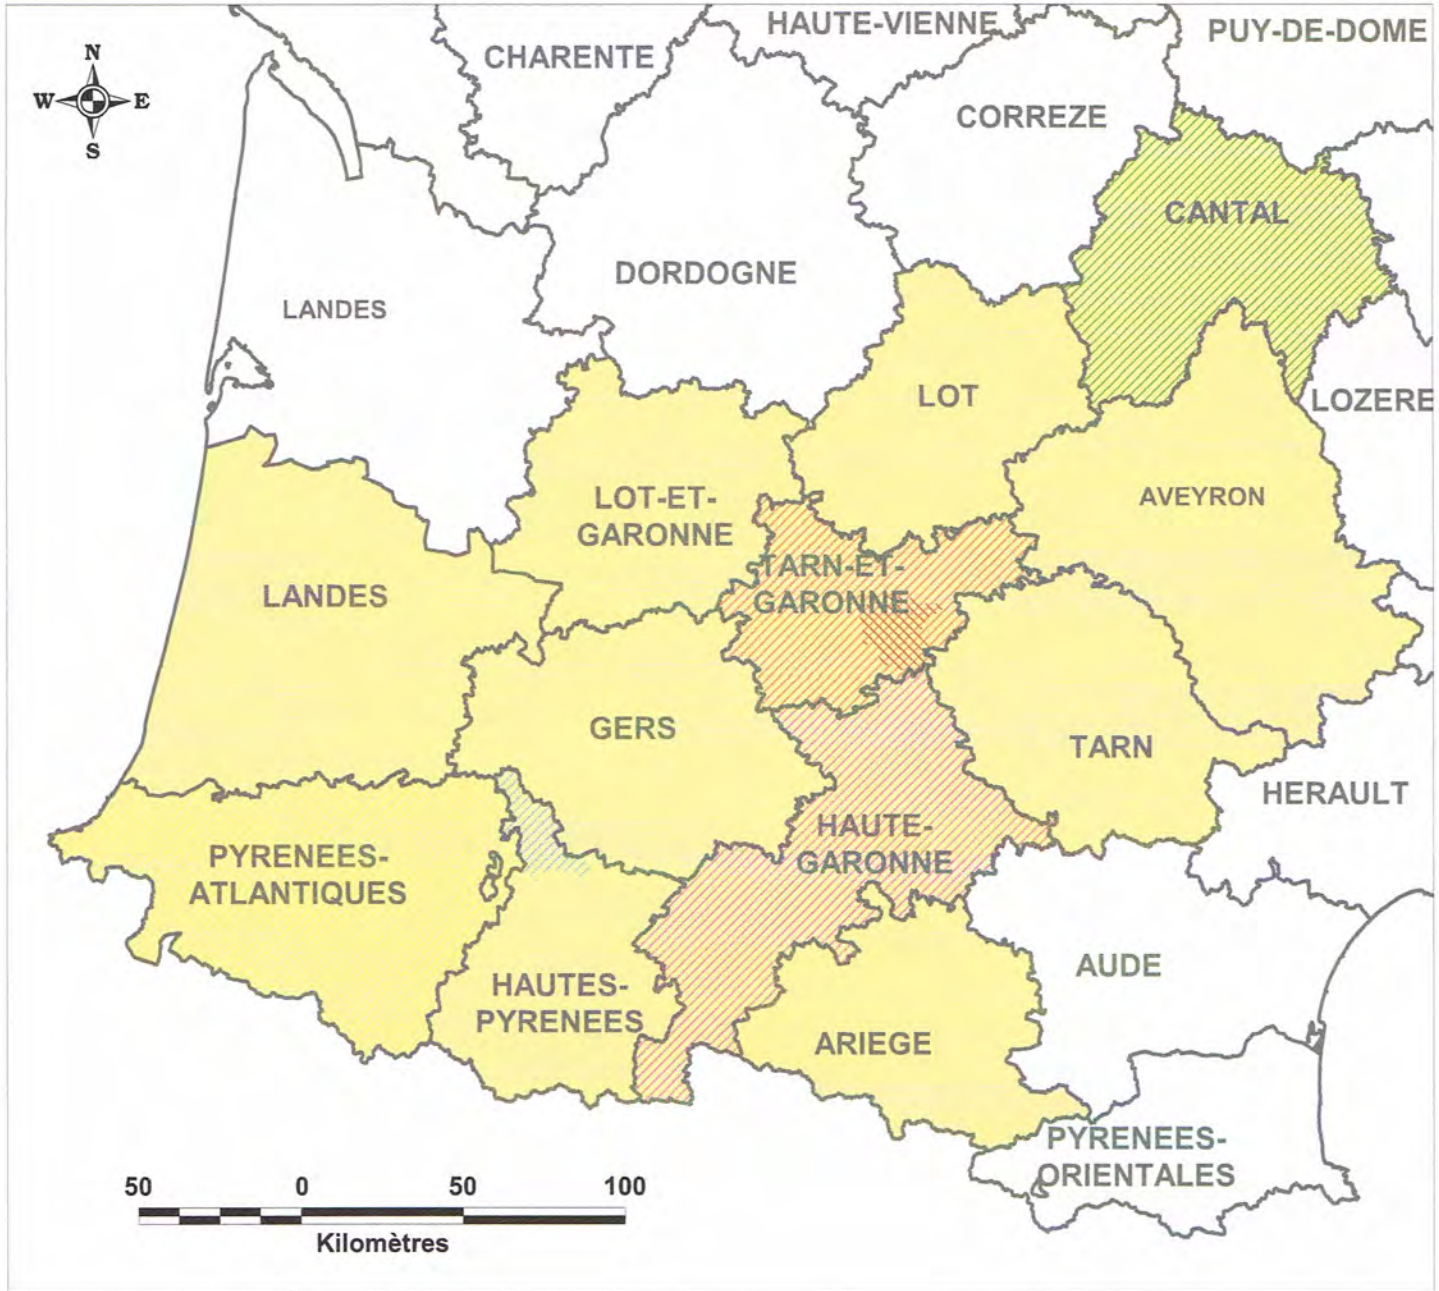 HAUTE-VIENNE
PUY-DE-DOME
CHARENTE
N
W E
S
CORREZE
CANTAL
DORDOGNE
LANDES
LOT
LOZERE
LOT-ET-
GARONNE
AVEYRON
TARN-ET-
GARONNE
LANDES
GERS
TARN
HERAULT
HAUTE-
GARONNE
PYRENEES-
ATLANTIQUES
AUDE
HAUTES-
PYRENEES
ARIEGE
PYRENEES-
ORIENTALES
50 0 50 100
Kilomètres